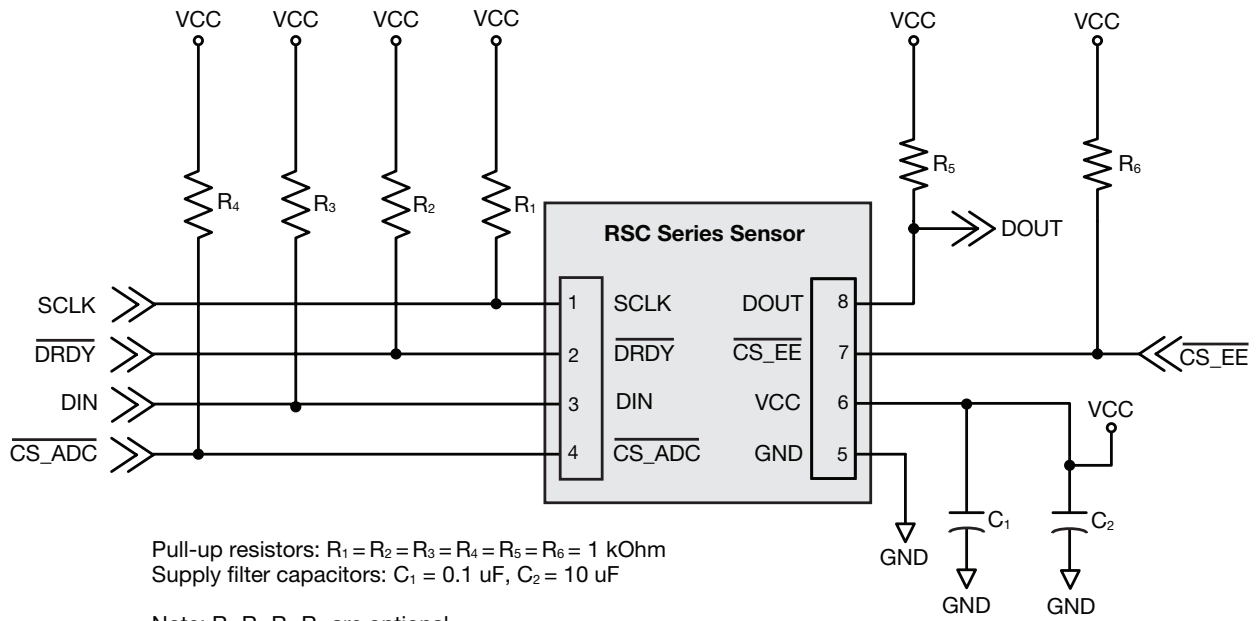 VCC VCC VCC VCC VCC VCC
R₄ R₃ R₂ R₁ R₅ R₆
RSC Series Sensor
DOUT
SCLK 1 SCLK DOUT 8
DRDY 2 DRDY CS_EE 7 CS_EE
DIN 3 DIN VCC 6 VCC
CS_ADC 4 CS_ADC GND 5
C₁ C₂
GND GND GND
Pull-up resistors: R₁ = R₂ = R₃ = R₄ = R₅ = R₆ = 1 kOhm
Supply filter capacitors: C₁ = 0.1 uF, C₂ = 10 uF
Note: are optional